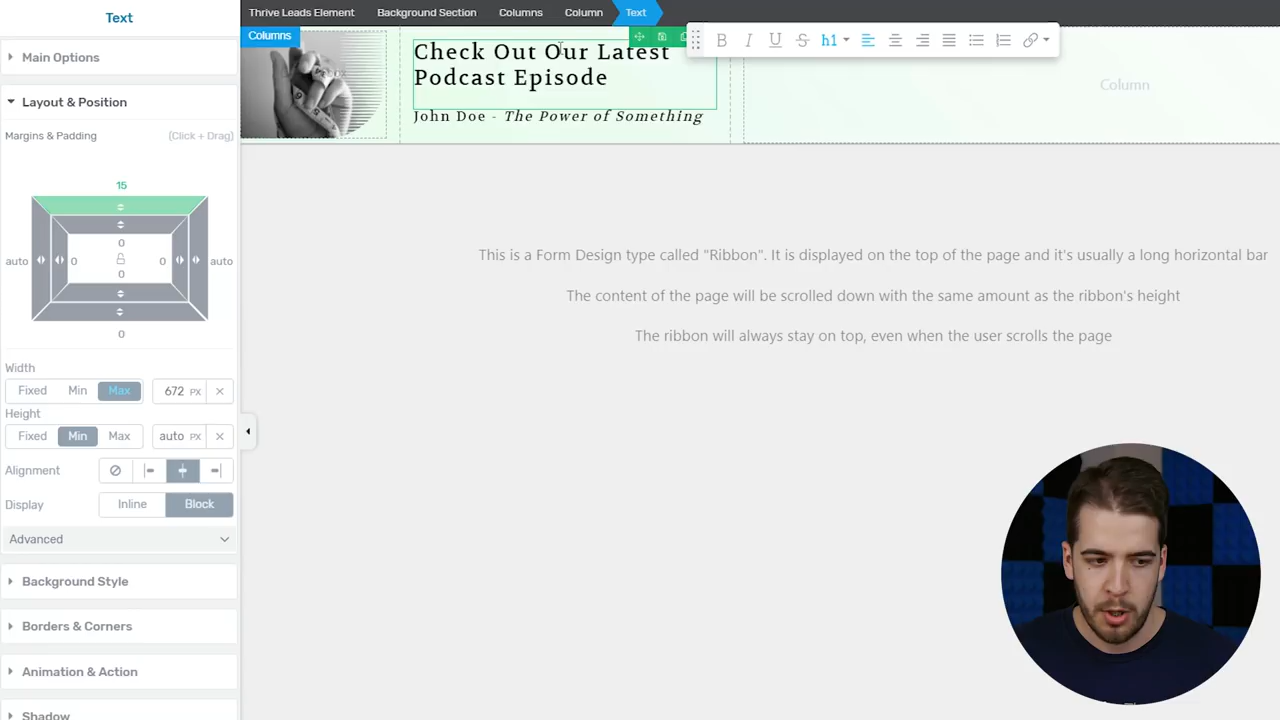 Text
Thrive Leads Element
Background Section
Columns
Column
Text
Columns
Main Options
Layout & Position
Margins & Padding
(Click + Drag)
15
auto
0
0
0
0
auto
0
Width
Fixed
Min
Max
672 PX
Height
Fixed
Min
Max
auto PX
Alignment
Display
Inline
Block
Advanced
Background Style
Borders & Corners
Animation & Action
Shadow
Check Out Our Latest
Podcast Episode
John Doe - The Power of Something
B I U S h1
Column
This is a Form Design type called "Ribbon". It is displayed on the top of the page and it's usually a long horizontal bar
The content of the page will be scrolled down with the same amount as the ribbon's height
The ribbon will always stay on top, even when the user scrolls the page